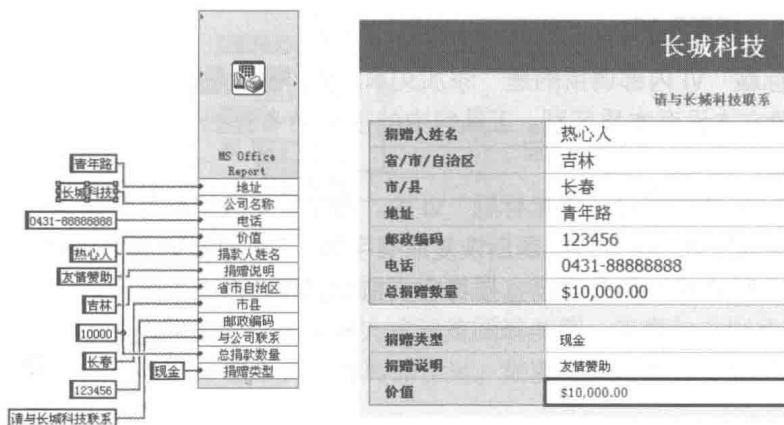 MS Office
Report
地址
公司名称
电话
价值
捐款人姓名
捐赠说明
省市自治区
市县
邮政编码
与公司联系
总捐款数量
捐赠类型
青年路
长城科技
0431-88888888
热心人
友情赞助
吉林
10000
长春
现金
123456
请与长城科技联系
长城科技
请与长城科技联系
捐赠人姓名 热心人
省/市/自治区 吉林
市/县 长春
地址 青年路
邮政编码 123456
电话 0431-88888888
总捐赠数量 $10,000.00
捐赠类型 现金
捐赠说明 友情赞助
价值 $10,000.00